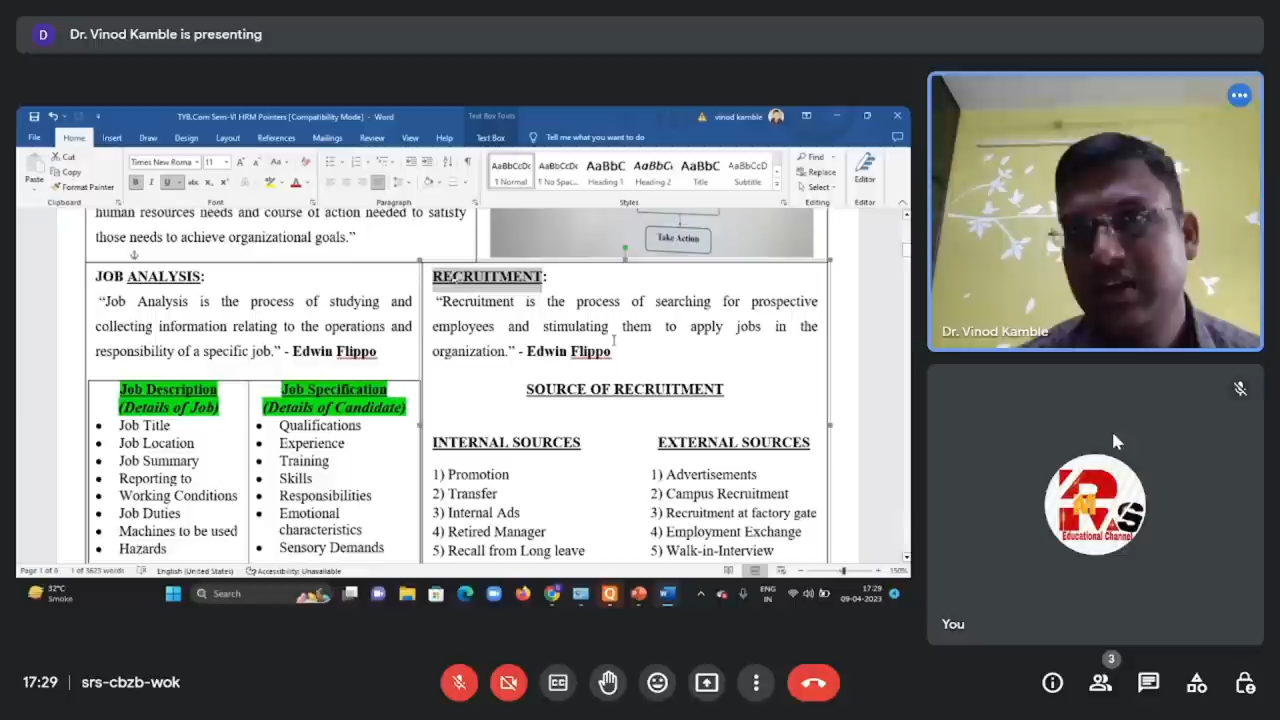 D Dr. Vinod Kamble is presenting
TYB.Com Sem-VI HRM Pointers [Compatibility Mode] - Word
Text Box Tools
vinod kamble
File Home Insert Draw Design Layout References Mailings Review View Help Text Box Tell me what you want to do
Paste
Cut
Copy
Format Painter
Clipboard
Times New Roma 11
Font
Paragraph
AaBbCcDc AaBbCcDc AaBbC AaBbCc AaBbC AaBbCcD
1 Normal 1 No Spac... Heading 1 Heading 2 Title Subtitle
Styles
Find
Replace
Select
Editing
Editor
Editor
human resources needs and course of action needed to satisfy
those needs to achieve organizational goals.”
Take Action
JOB ANALYSIS:
“Job Analysis is the process of studying and
collecting information relating to the operations and
responsibility of a specific job.” - Edwin Flippo
Job Description
(Details of Job)
• Job Title
• Job Location
• Job Summary
• Reporting to
• Working Conditions
• Job Duties
• Machines to be used
• Hazards
Job Specification
(Details of Candidate)
• Qualifications
• Experience
• Training
• Skills
• Responsibilities
• Emotional
characteristics
• Sensory Demands
RECRUITMENT:
“Recruitment is the process of searching for prospective
employees and stimulating them to apply jobs in the
organization.” - Edwin Flippo
SOURCE OF RECRUITMENT
INTERNAL SOURCES
1) Promotion
2) Transfer
3) Internal Ads
4) Retired Manager
5) Recall from Long leave
EXTERNAL SOURCES
1) Advertisements
2) Campus Recruitment
3) Recruitment at factory gate
4) Employment Exchange
5) Walk-in-Interview
Page 1 of 8 1 of 3623 words English (United States) Accessibility: Unavailable 150%
32°C
Smoke
Search
ENG
IN
17:29
09-04-2023
Dr. Vinod Kamble
Educational Channel
You
17:29 | srs-cbzb-wok
3